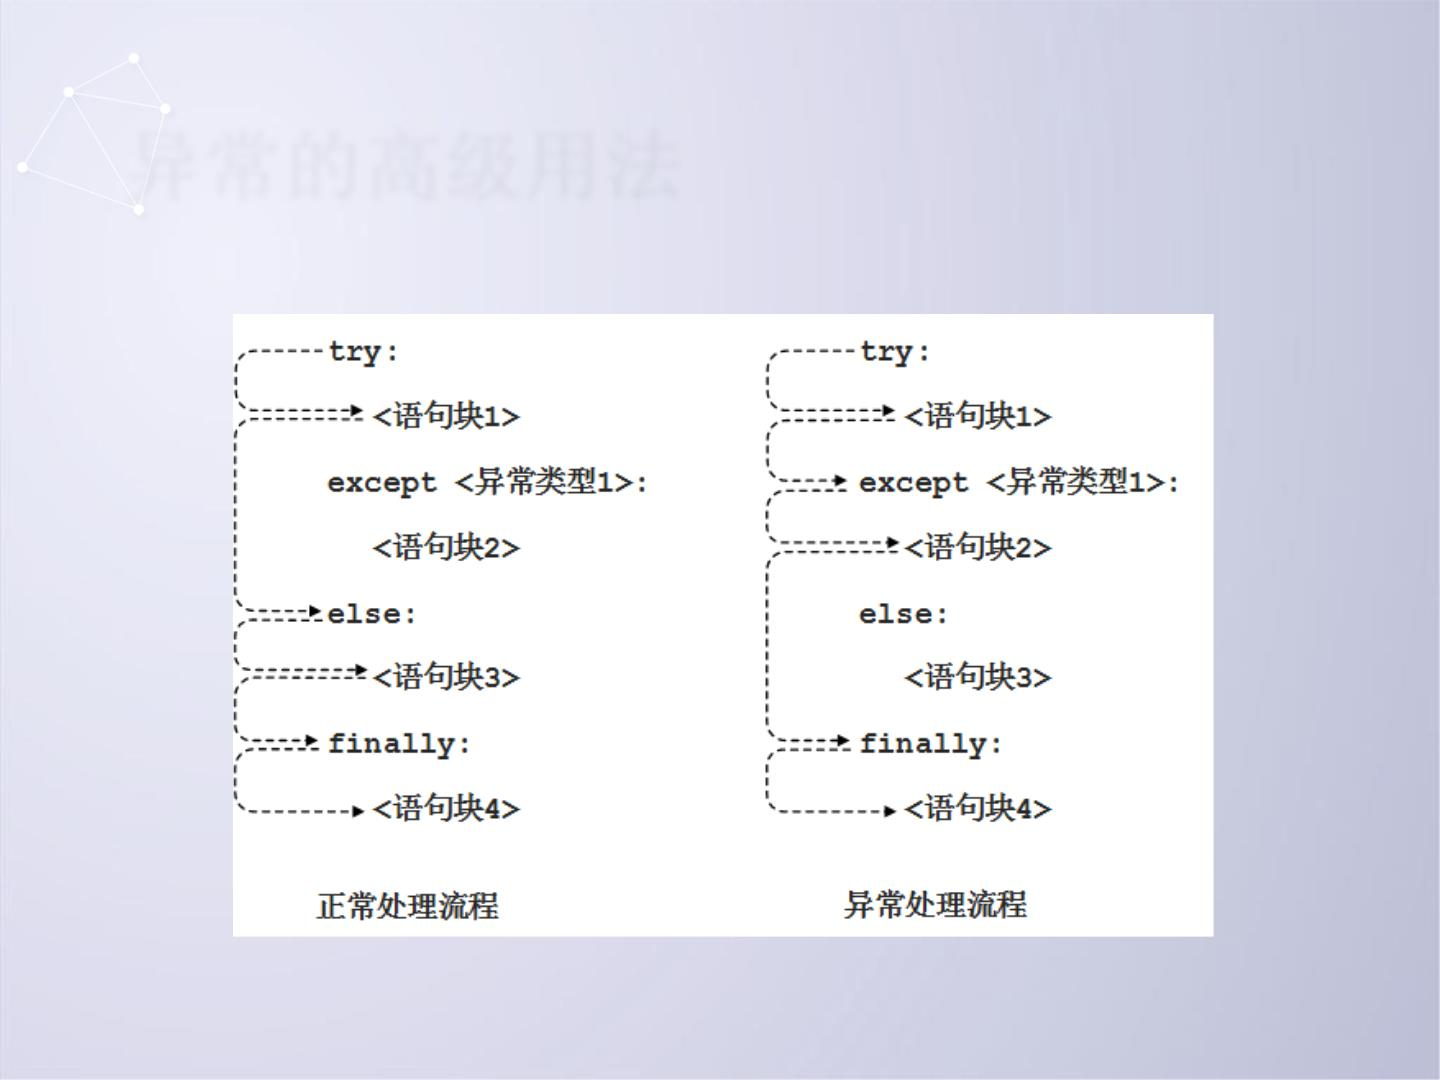 异常的高级用法
try:
<语句块1>
except <异常类型1>:
<语句块2>
else:
<语句块3>
finally:
<语句块4>
正常处理流程
try:
<语句块1>
except <异常类型1>:
<语句块2>
else:
<语句块3>
finally:
<语句块4>
异常处理流程